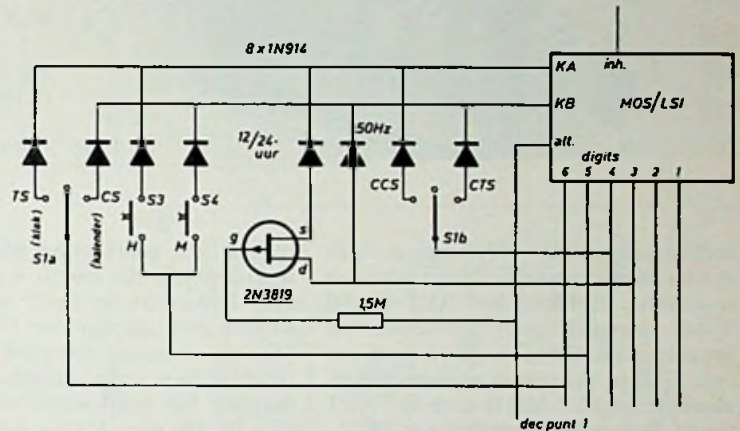 8 x 1N914
KA
inh.
KB
MOS/LSI
alt.
digits
6 5 4 3 2 1
12/24-
uur
50Hz
TS
(klok)
S1a
CS
(kalender)
S3
S4
H
M
g
s
d
2N3819
1,5M
CCS
CTS
S1b
dec punt 1